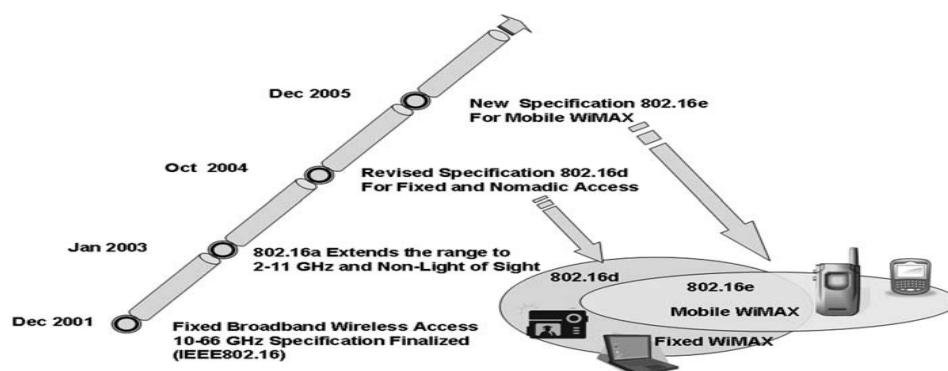 Dec 2005
New Specification 802.16e
For Mobile WiMAX
Oct 2004
Revised Specification 802.16d
For Fixed and Nomadic Access
Jan 2003
802.16a Extends the range to
2-11 GHz and Non-Light of Sight
Dec 2001
Fixed Broadband Wireless Access
10-66 GHz Specification Finalized
(IEEE802.16)
802.16d
802.16e
Mobile WiMAX
Fixed WiMAX